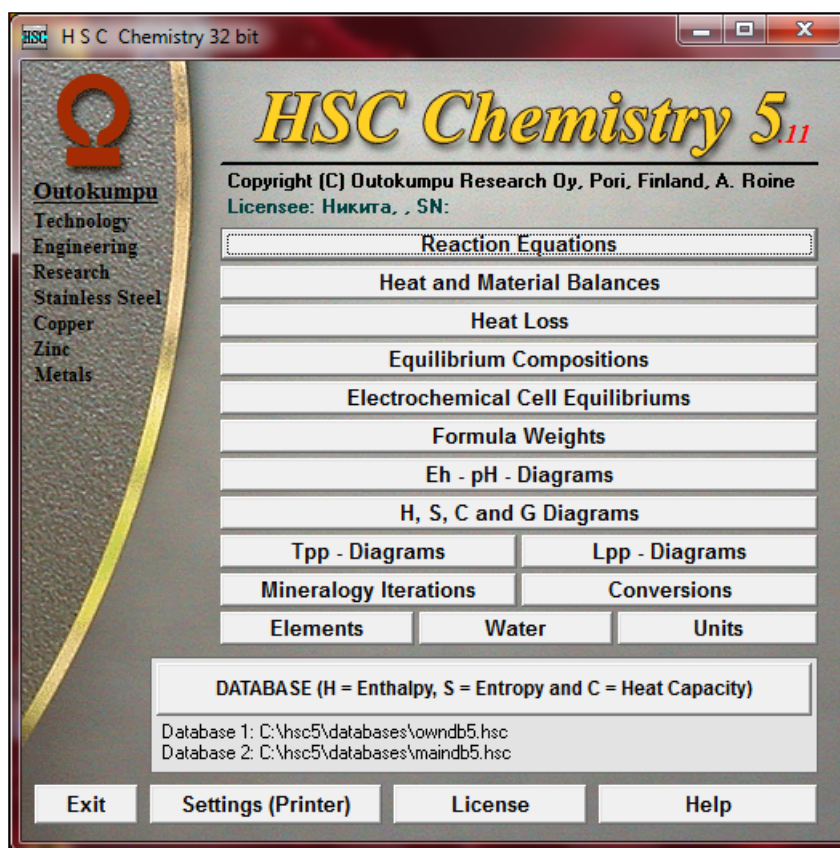 HSC
H S C Chemistry 32 bit
HSC Chemistry 5.11
Copyright (C) Outokumpu Research Oy, Pori, Finland, A. Roine
Licensee: Никита, , SN:
Outokumpu
Technology
Engineering
Research
Stainless Steel
Copper
Zinc
Metals
Reaction Equations
Heat and Material Balances
Heat Loss
Equilibrium Compositions
Electrochemical Cell Equilibriums
Formula Weights
Eh - pH - Diagrams
H, S, C and G Diagrams
Tpp - Diagrams
Lpp - Diagrams
Mineralogy Iterations
Conversions
Elements
Water
Units
DATABASE (H = Enthalpy, S = Entropy and C = Heat Capacity)
Database 1: C:\hsc5\databases\owndb5.hsc
Database 2: C:\hsc5\databases\maindb5.hsc
Exit
Settings (Printer)
License
Help